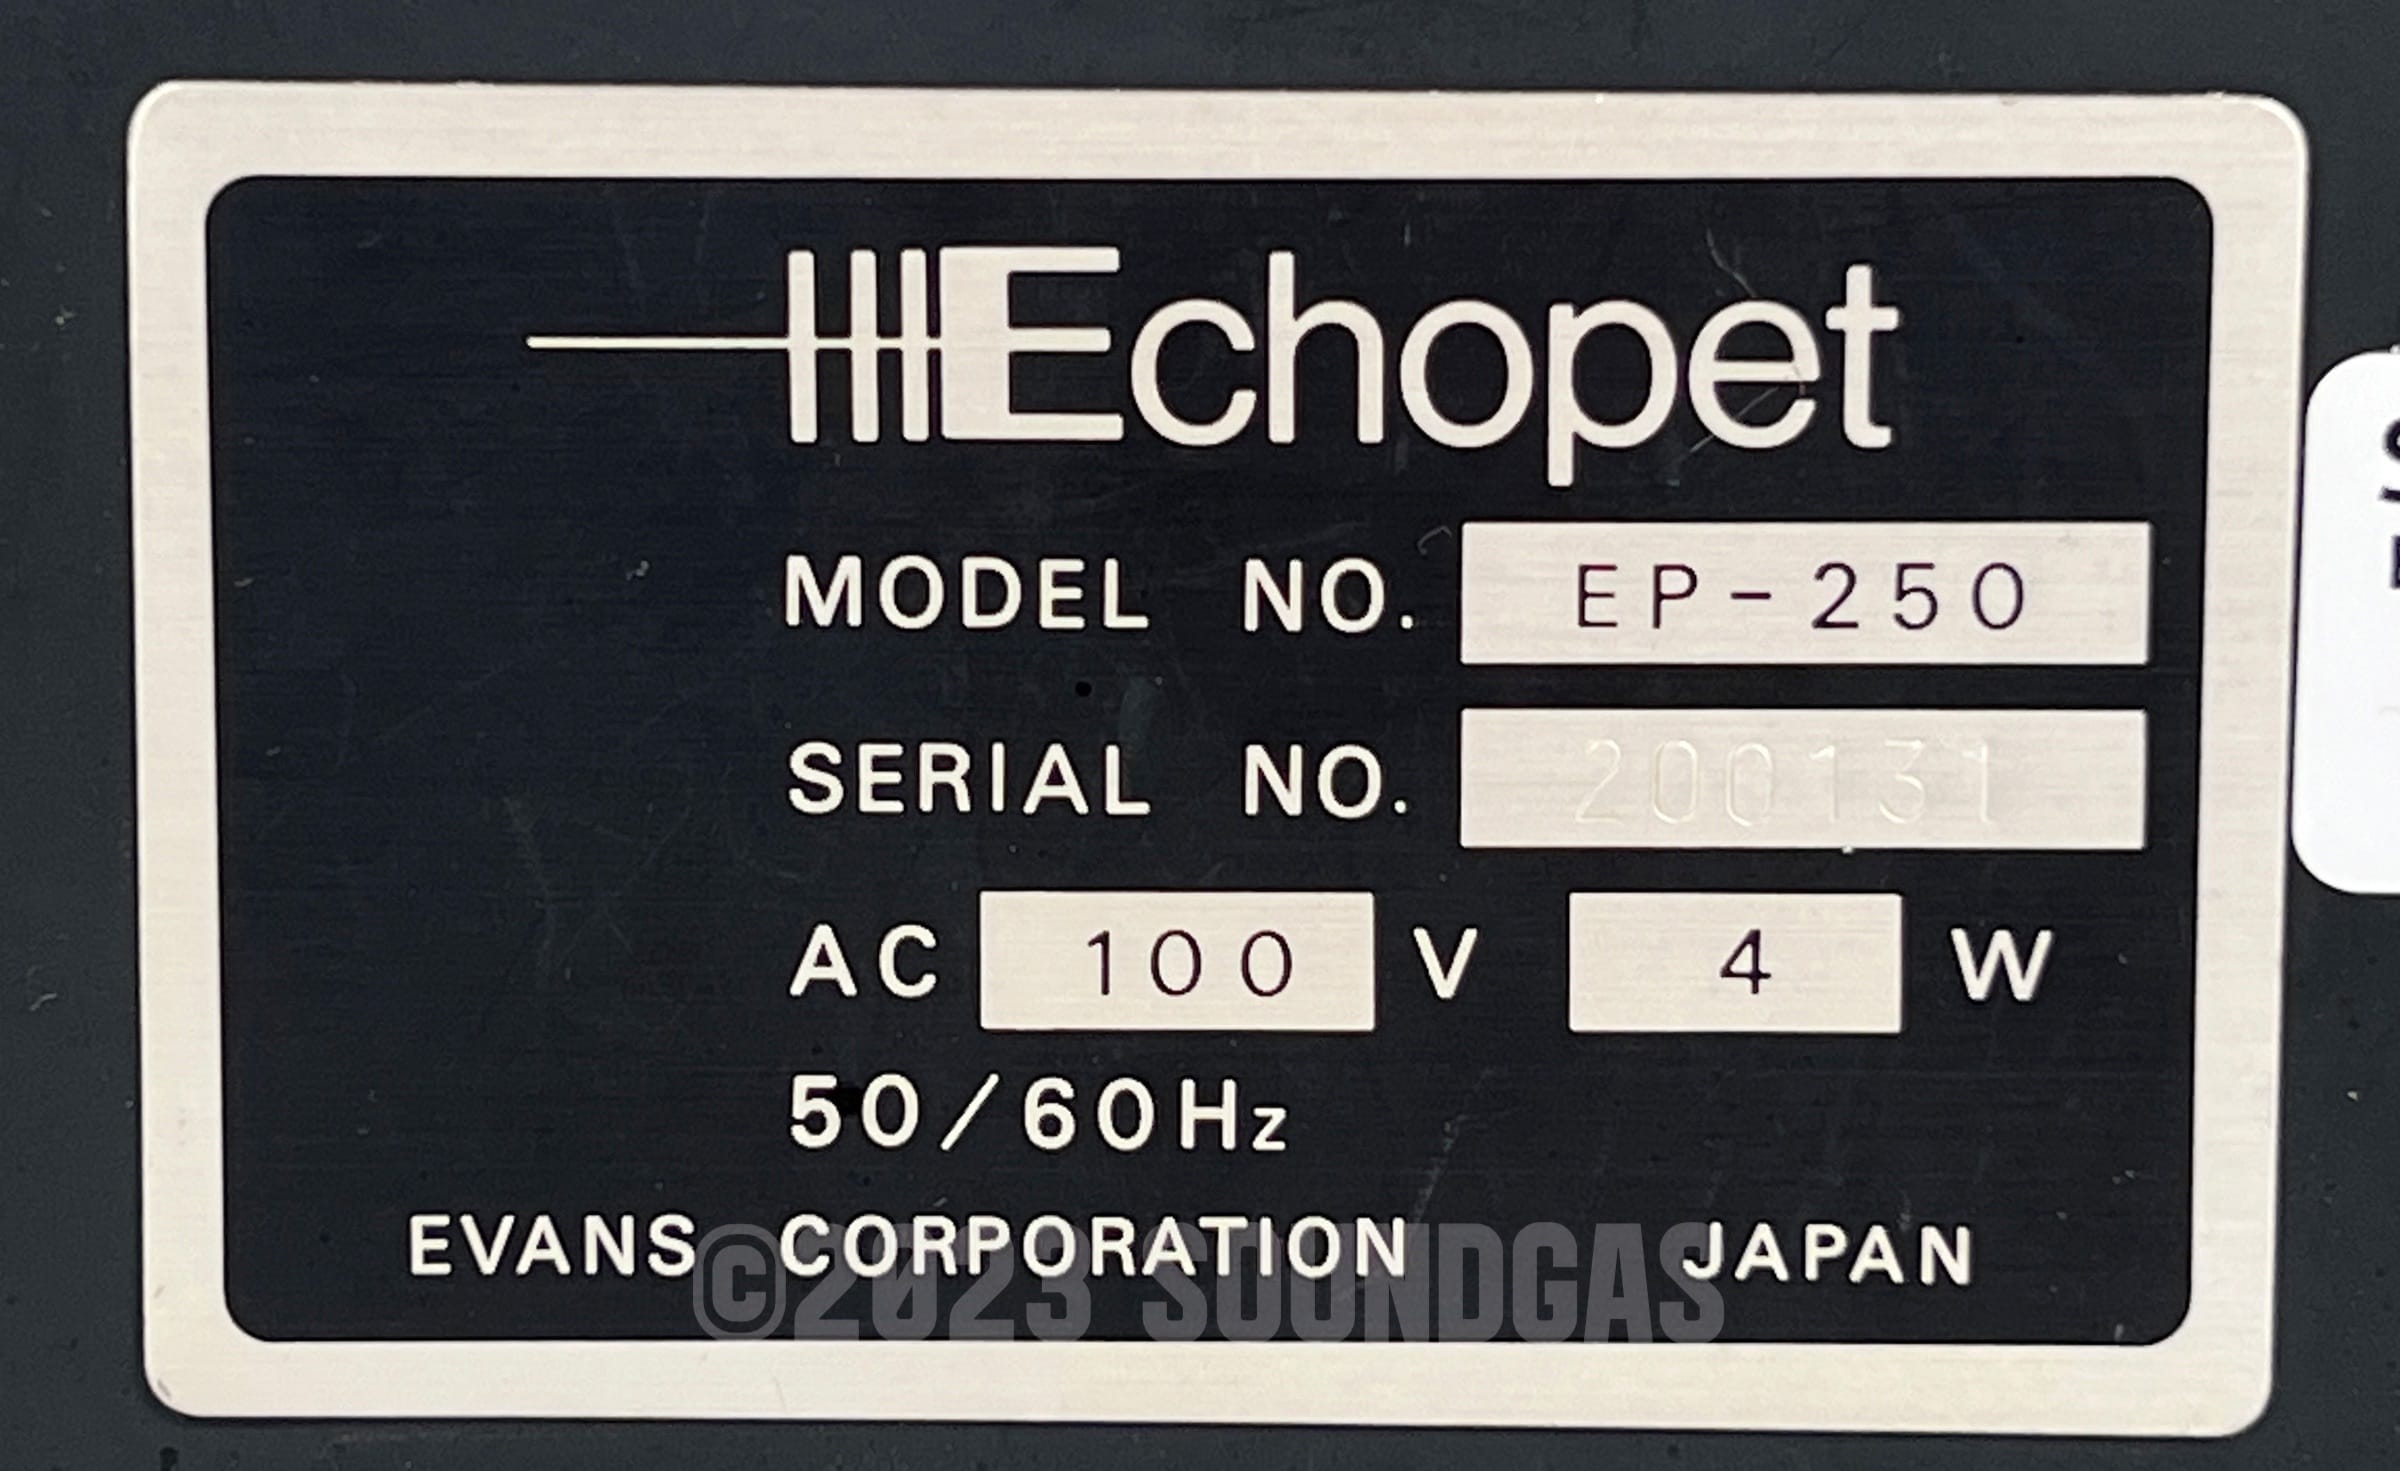 Echopet
MODEL NO. EP-250
SERIAL NO. 200131
AC 100 V 4 W
50/60Hz
EVANS CORPORATION JAPAN
©2023 SOUNDGAS